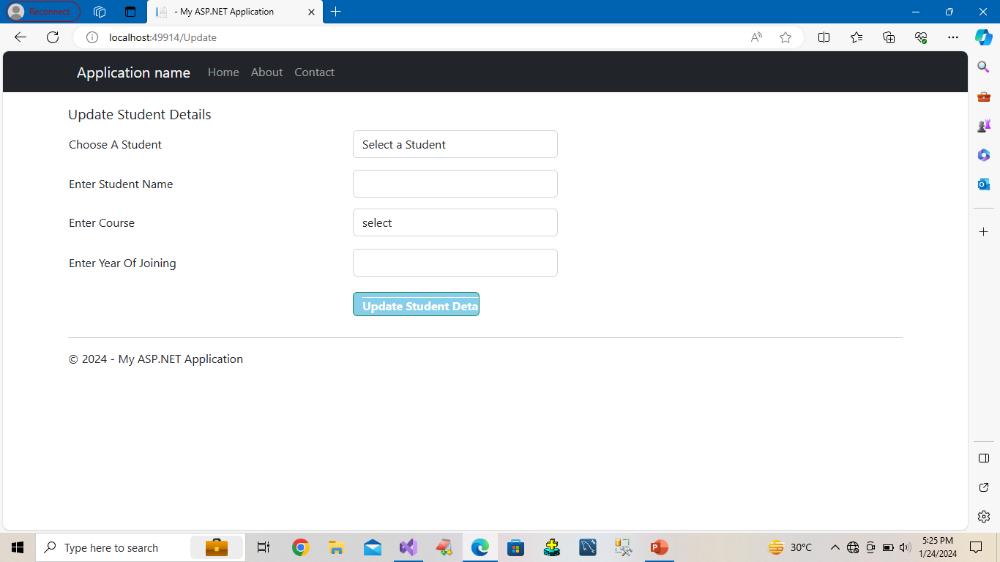 Reconnect
- My ASP.NET Application
localhost:49914/Update
Application name Home About Contact
Update Student Details
Choose A Student Select a Student
Enter Student Name
Enter Course select
Enter Year Of Joining
Update Student Deta
© 2024 - My ASP.NET Application
Type here to search
30°C
5:25 PM
1/24/2024